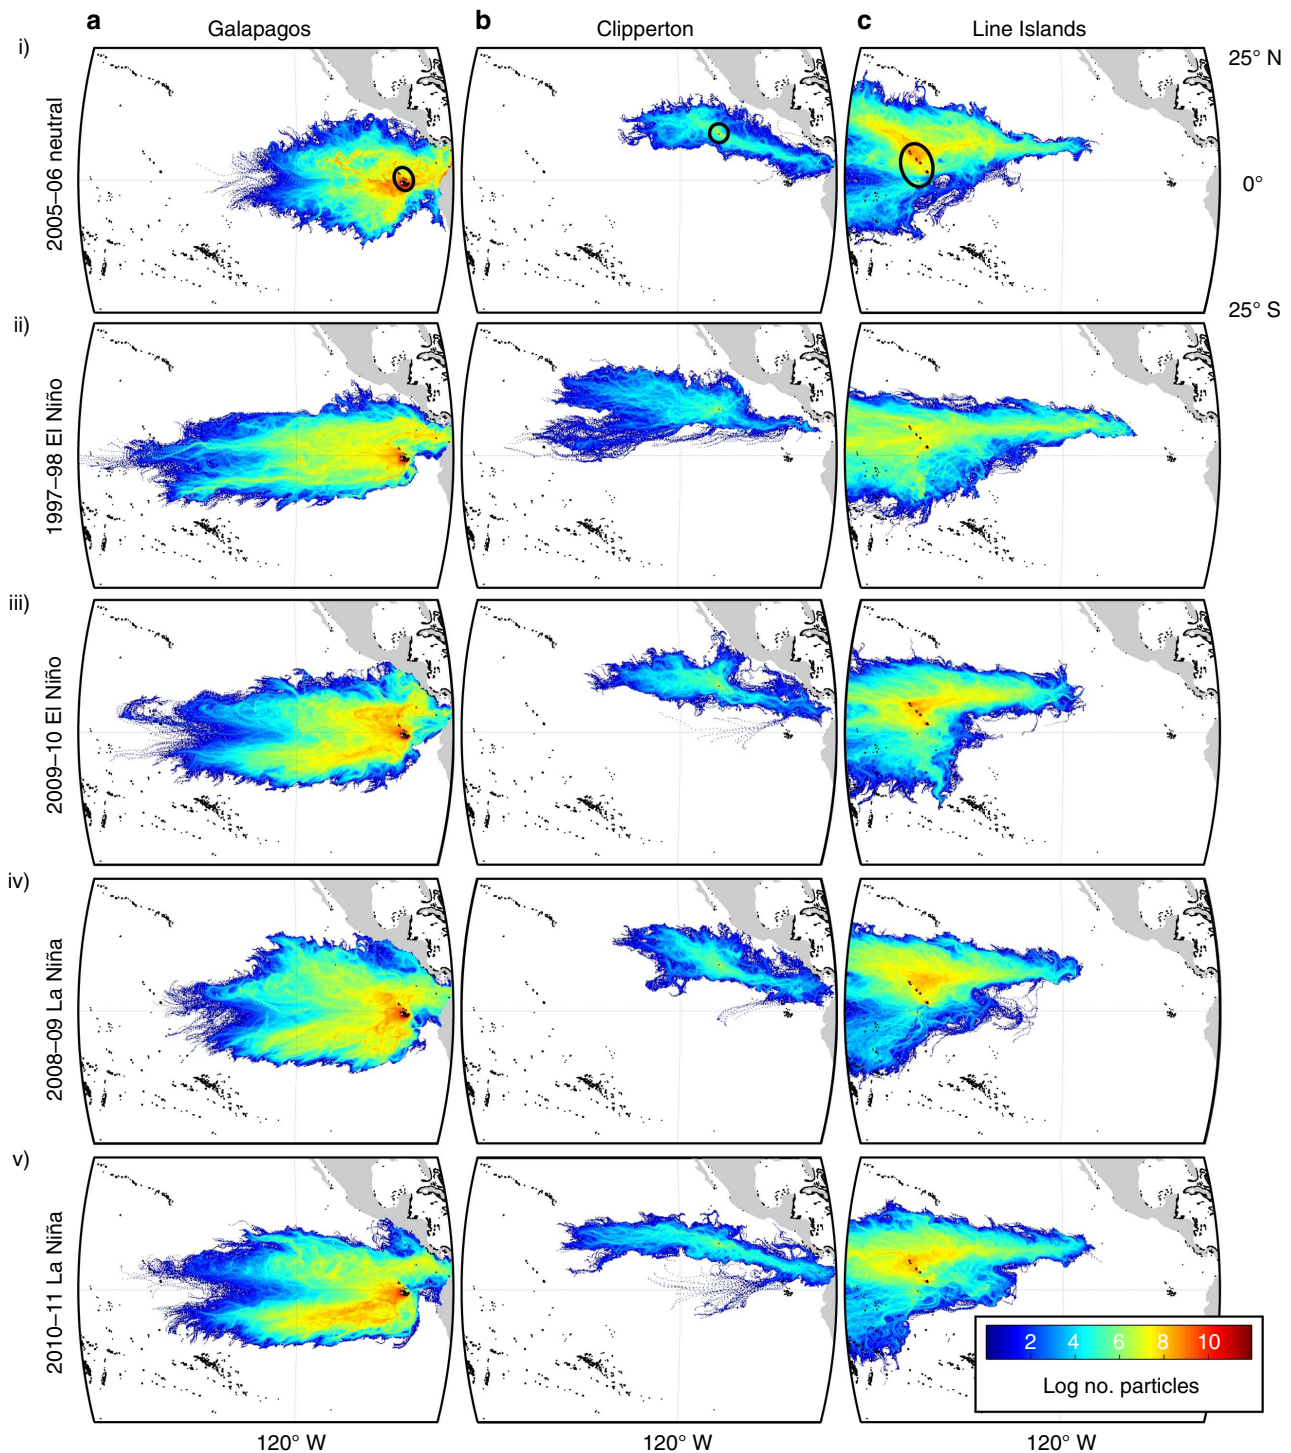 a b c
Galapagos Clipperton Line Islands
i)
2005–06 neutral
25° N
0°
25° S
ii)
1997–98 El Niño
iii)
2009–10 El Niño
iv)
2008–09 La Niña
v)
2010–11 La Niña
2 4 6 8 10
Log no. particles
120° W 120° W 120° W